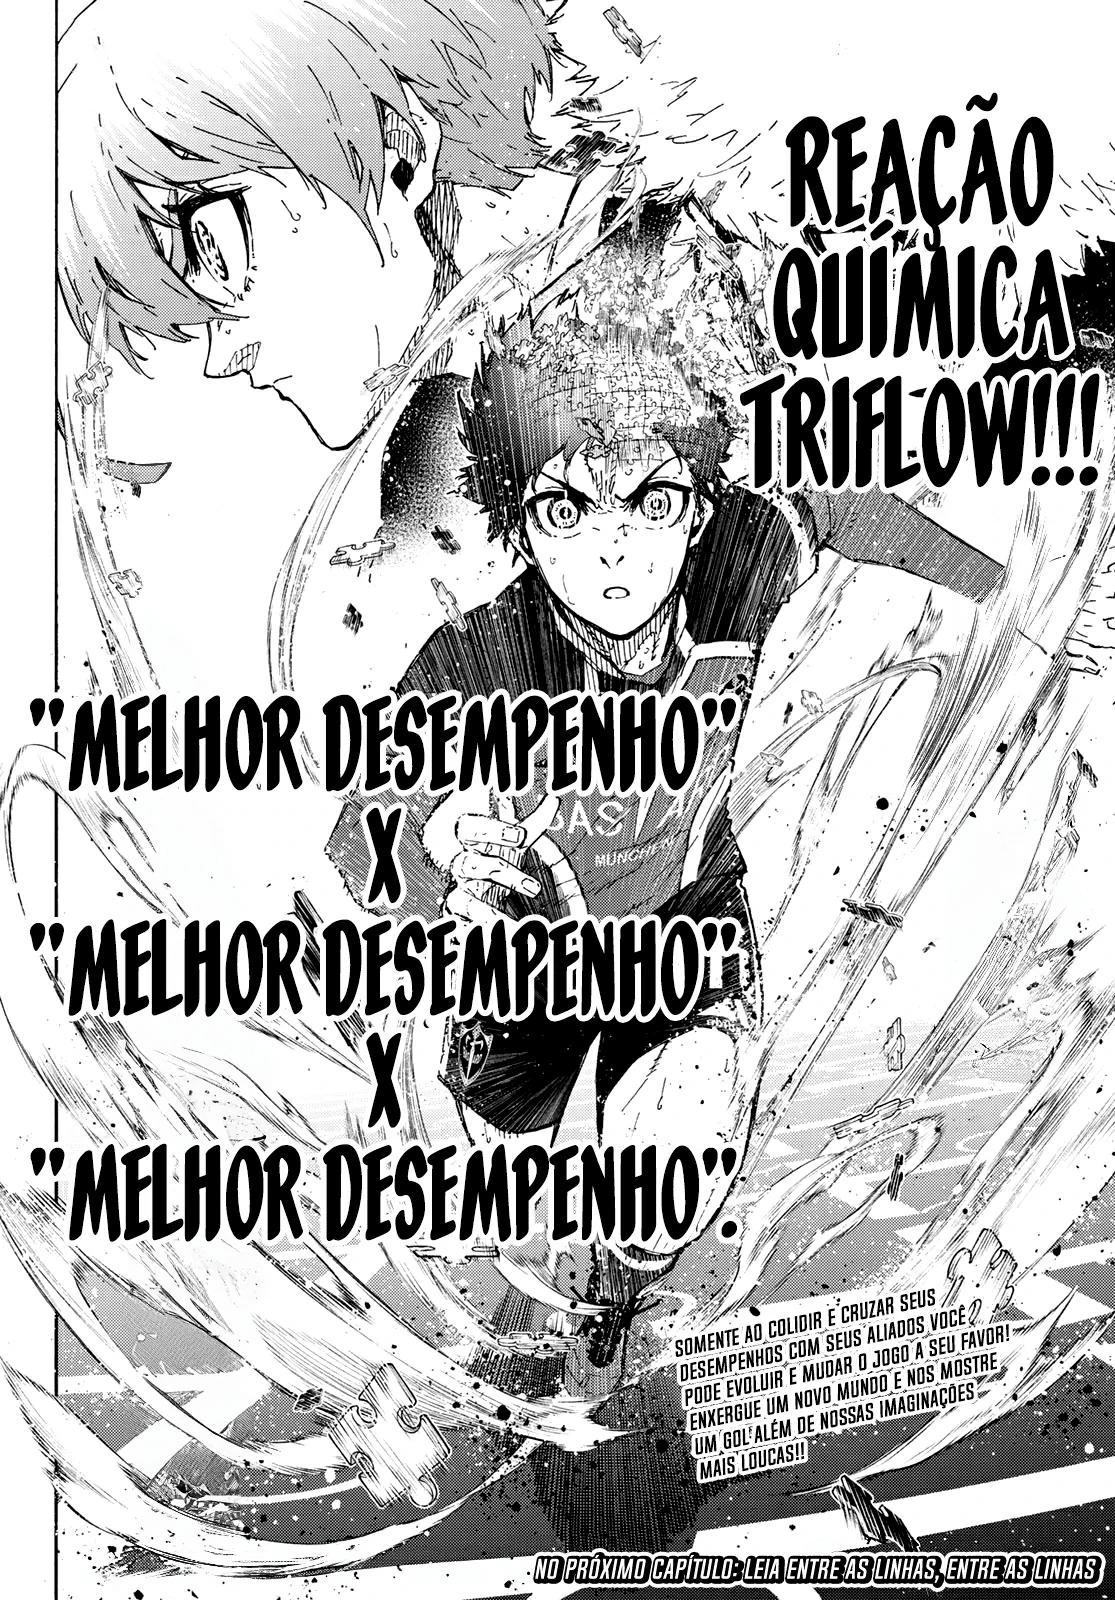 REAÇÃO
QUÍMICA
TRIFLOW!!!
"MELHOR DESEMPENHO"
X
"MELHOR DESEMPENHO"
X
"MELHOR DESEMPENHO".
BAS
MÜNCHEN
SOMENTE AO COLIDIR E CRUZAR SEUS
DESEMPENHOS COM SEUS ALIADOS VOCÊ
PODE EVOLUIR E MUDAR O JOGO A SEU FAVOR!
ENXERGUE UM NOVO MUNDO E NOS MOSTRE
UM GOL ALÉM DE NOSSAS IMAGINAÇÕES
MAIS LOUCAS!!
NO PRÓXIMO CAPÍTULO: LEIA ENTRE AS LINHAS, ENTRE AS LINHAS